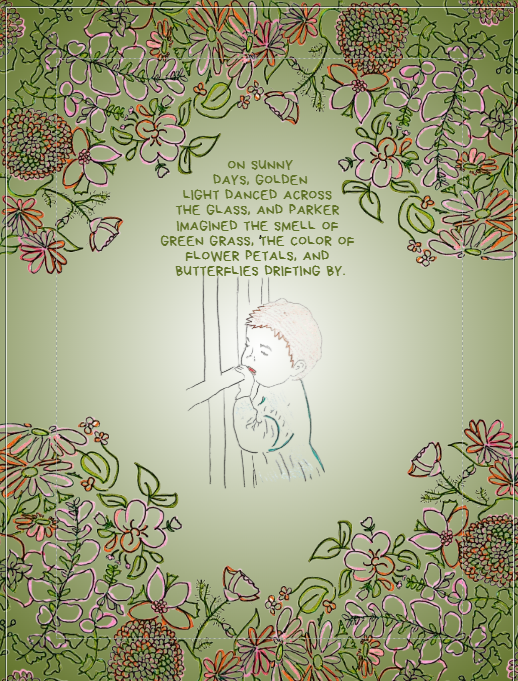 ON SUNNY
DAYS, GOLDEN
LIGHT DANCED ACROSS
THE GLASS, AND PARKER
IMAGINED THE SMELL OF
GREEN GRASS, THE COLOR OF
FLOWER PETALS, AND
BUTTERFLIES DRIFTING BY.